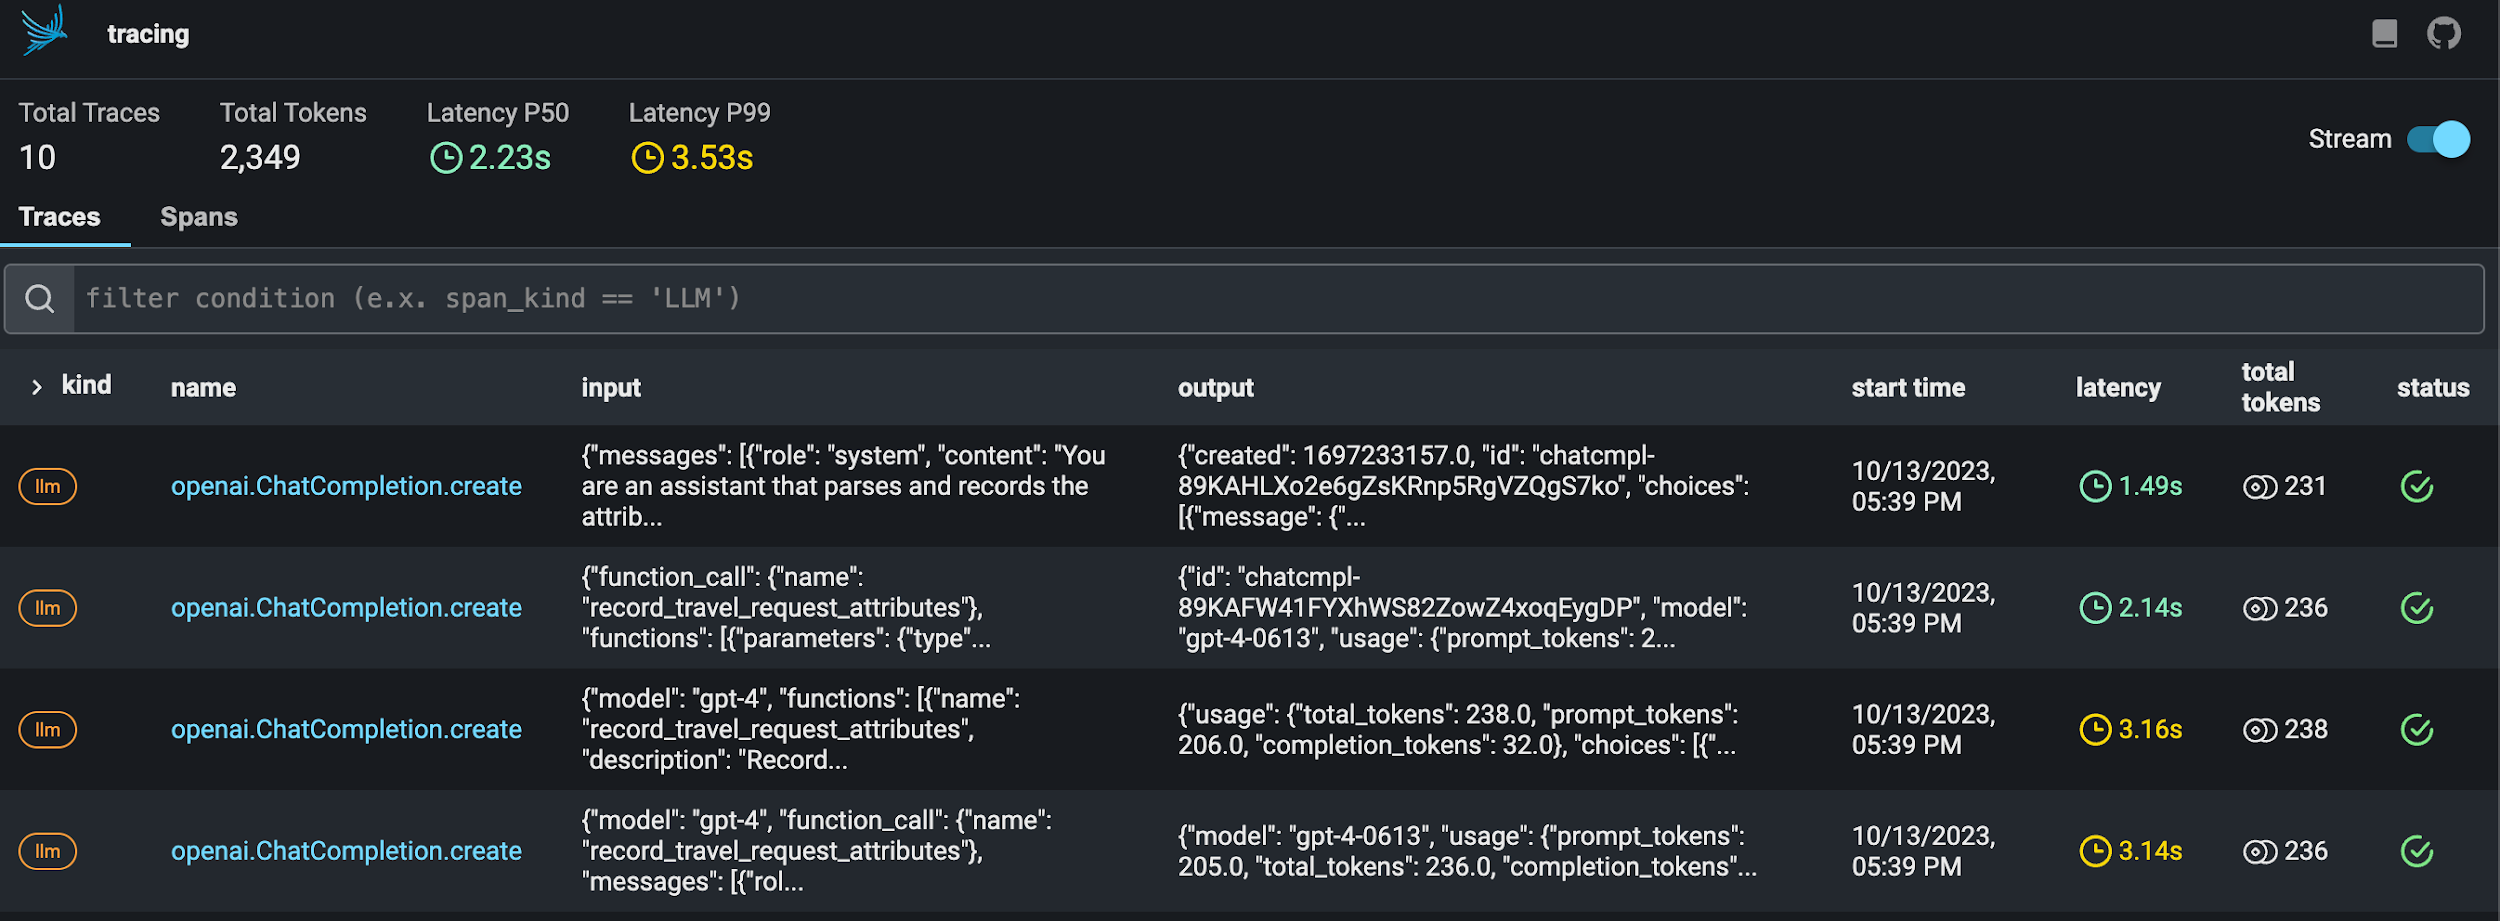 tracing
Total Traces
10
Total Tokens
2,349
Latency P50
2.23s
Latency P99
3.53s
Stream
Traces
Spans
filter condition (e.x. span_kind == 'LLM')
kind
name
input
output
start time
latency
total
tokens
status
llm
openai.ChatCompletion.create
{"messages": [{"role": "system", "content": "You
are an assistant that parses and records the
attrib...
{"created": 1697233157.0, "id": "chatcmpl-
89KAHLXo2e6gZsKRnp5RgVZQgS7ko", "choices":
[{"message": {"...
10/13/2023,
05:39 PM
1.49s
231
llm
openai.ChatCompletion.create
{"function_call": {"name":
"record_travel_request_attributes"},
"functions": [{"parameters": {"type"...
{"id": "chatcmpl-
89KAFW41FYXhWS82ZowZ4xoqEygDP", "model":
"gpt-4-0613", "usage": {"prompt_tokens": 2...
10/13/2023,
05:39 PM
2.14s
236
llm
openai.ChatCompletion.create
{"model": "gpt-4", "functions": [{"name":
"record_travel_request_attributes",
"description": "Record...
{"usage": {"total_tokens": 238.0, "prompt_tokens":
206.0, "completion_tokens": 32.0}, "choices": [{"...
10/13/2023,
05:39 PM
3.16s
238
llm
openai.ChatCompletion.create
{"model": "gpt-4", "function_call": {"name":
"record_travel_request_attributes"},
"messages": [{"rol...
{"model": "gpt-4-0613", "usage": {"prompt_tokens":
205.0, "total_tokens": 236.0, "completion_tokens"...
10/13/2023,
05:39 PM
3.14s
236